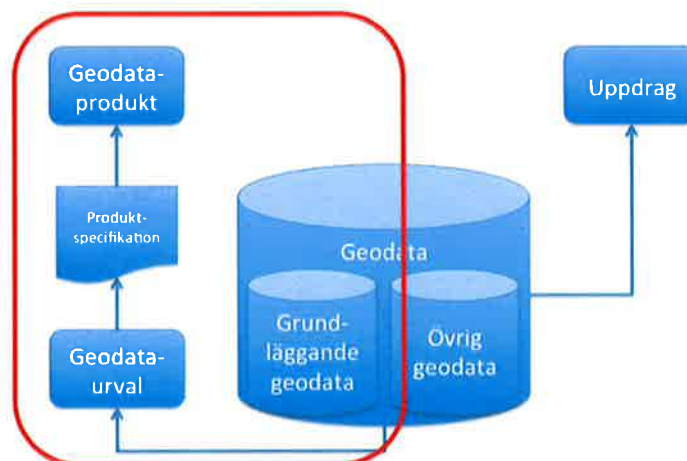 Geodata-
produkt
Uppdrag
Produkt-
specifikation
Geodata
Grund-
läggande
geodata
Övrig
geodata
Geodata-
urval